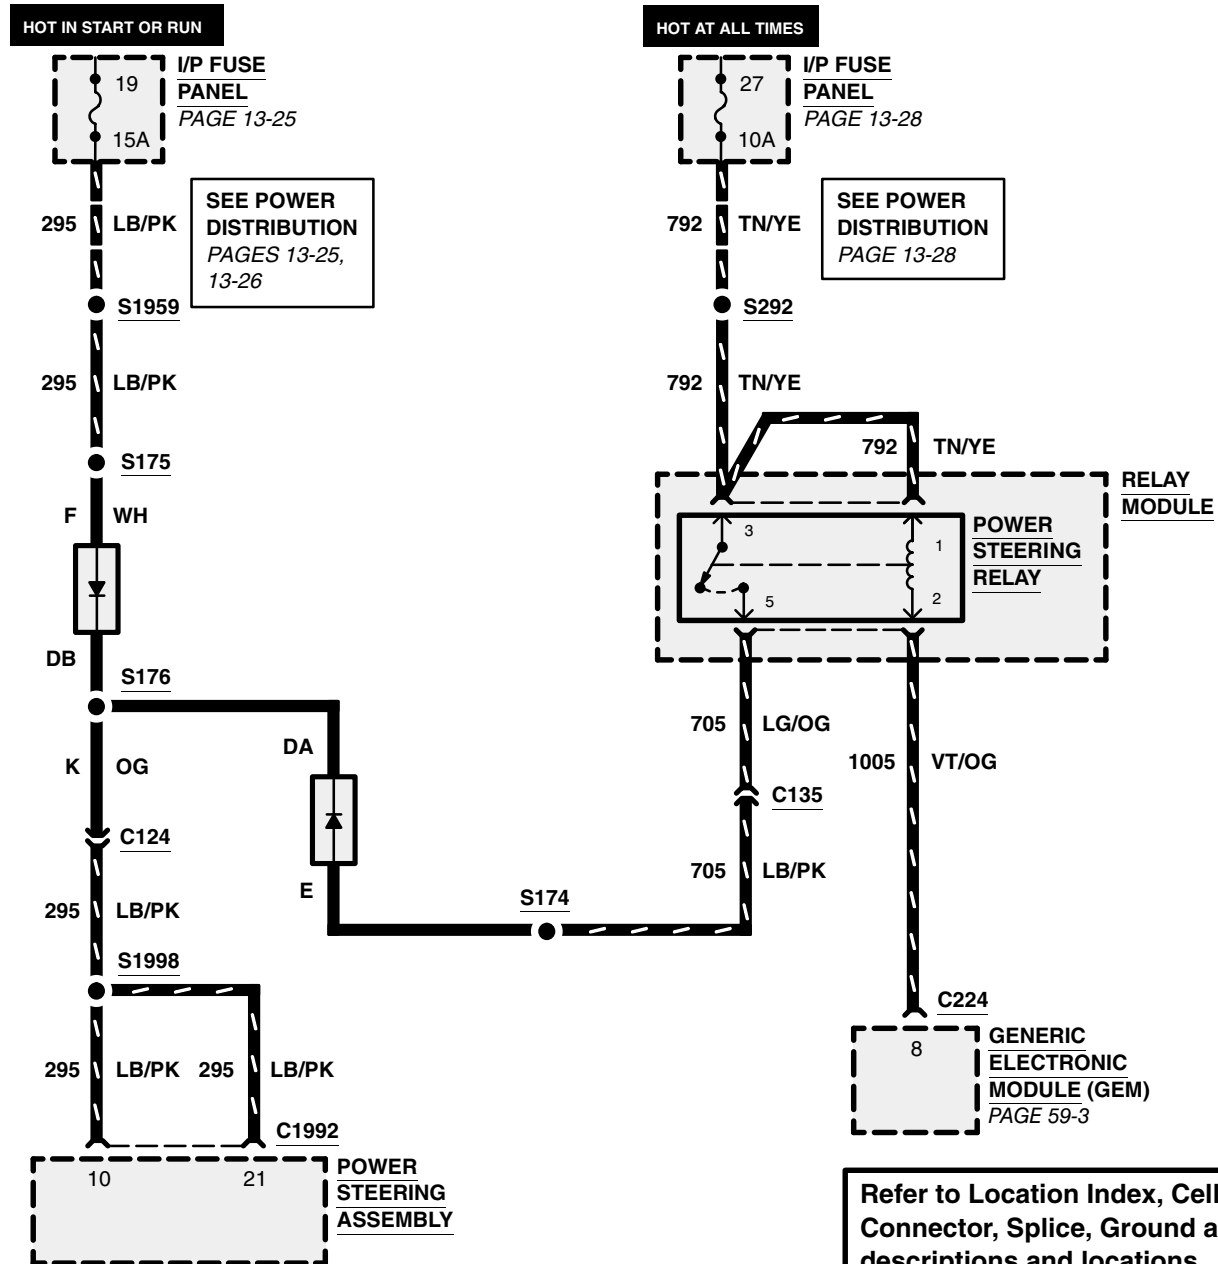 HOT IN START OR RUN
19
15A
I/P FUSE
PANEL
PAGE 13-25
295 LB/PK
SEE POWER
DISTRIBUTION
PAGES 13-25,
13-26
S1959
295 LB/PK
S175
F WH
DB
S176
K OG
DA
C124
E
295 LB/PK
S174
S1998
295 LB/PK 295 LB/PK
C1992
10 21
POWER
STEERING
ASSEMBLY
HOT AT ALL TIMES
27
10A
I/P FUSE
PANEL
PAGE 13-28
792 TN/YE
SEE POWER
DISTRIBUTION
PAGE 13-28
S292
792 TN/YE
792 TN/YE
RELAY
MODULE
3
1
5
2
POWER
STEERING
RELAY
705 LG/OG
1005 VT/OG
C135
705 LB/PK
C224
8
GENERIC
ELECTRONIC
MODULE (GEM)
PAGE 59-3
Refer to Location Index, Cell
Connector, Splice, Ground a
descriptions and locations